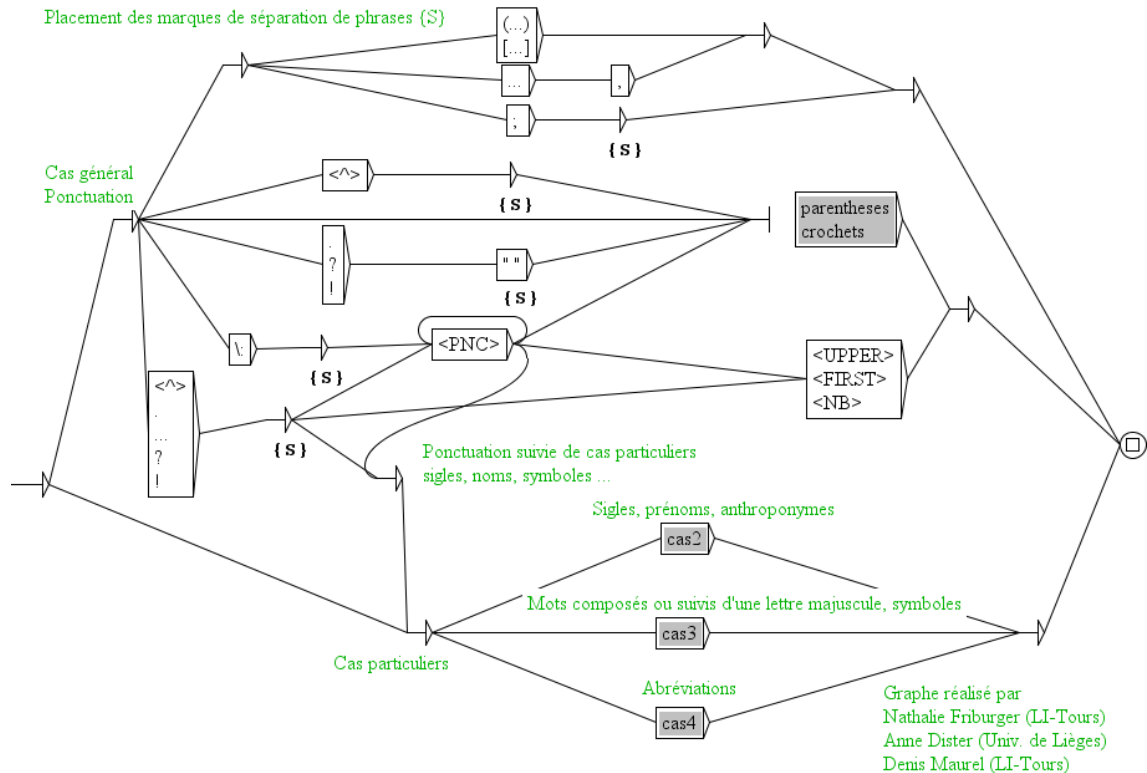 Placement des marques de séparation de phrases {S}
(...)
[...]
...
,
;
{S}
Cas général
Ponctuation
<^>
{S}
.
?
!
" "
{S}
parentheses
crochets
\:
{S}
<PNC>
<UPPER>
<FIRST>
<NB>
<^>
.
...
?
!
{S}
Ponctuation suivie de cas particuliers
sigles, noms, symboles ...
Sigles, prénoms, anthroponymes
cas2
Mots composés ou suivis d'une lettre majuscule, symboles
cas3
Cas particuliers
Abréviations
cas4
Graphe réalisé par
Nathalie Friburger (LI-Tours)
Anne Dister (Univ. de Lièges)
Denis Maurel (LI-Tours)